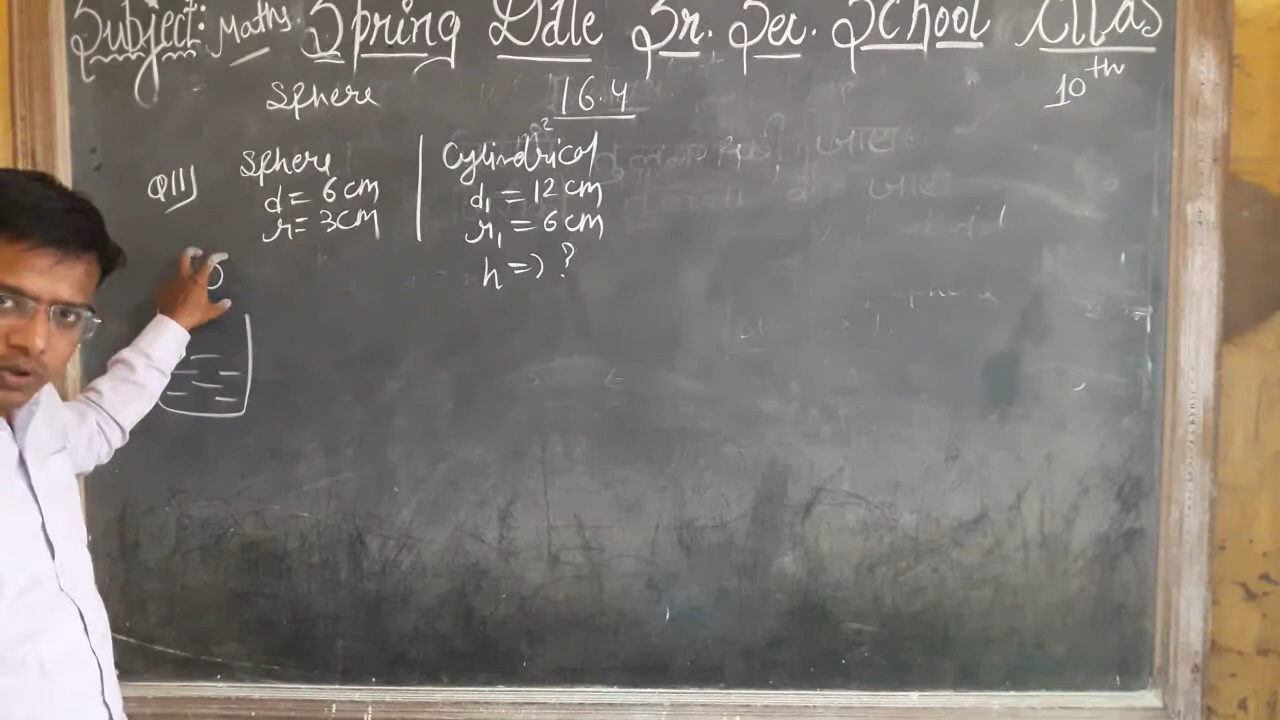 Subject: Maths. Spring Dale Sr. Sec. School Class
Sphere 16.4 10th
Q11) Sphere
d = 6 cm
r = 3 cm
Cylindrical
d₁ = 12 cm
r₁ = 6 cm
h => ?